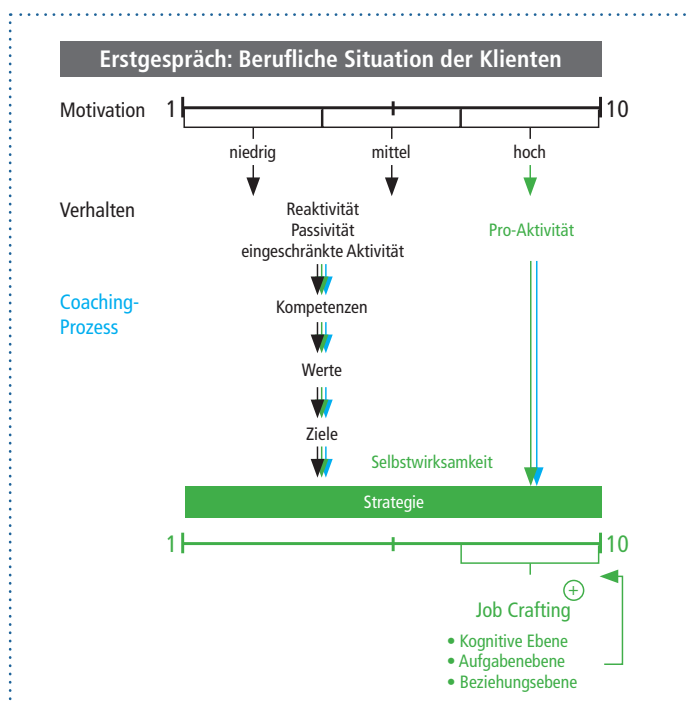 Erstgespräch: Berufliche Situation der Klienten
Motivation 1 10
niedrig mittel hoch
Verhalten
Reaktivität
Passivität
eingeschränkte Aktivität
Pro-Aktivität
Coaching-
Prozess
Kompetenzen
Werte
Ziele
Selbstwirksamkeit
Strategie
1 10
+
Job Crafting
• Kognitive Ebene
• Aufgabenebene
• Beziehungsebene